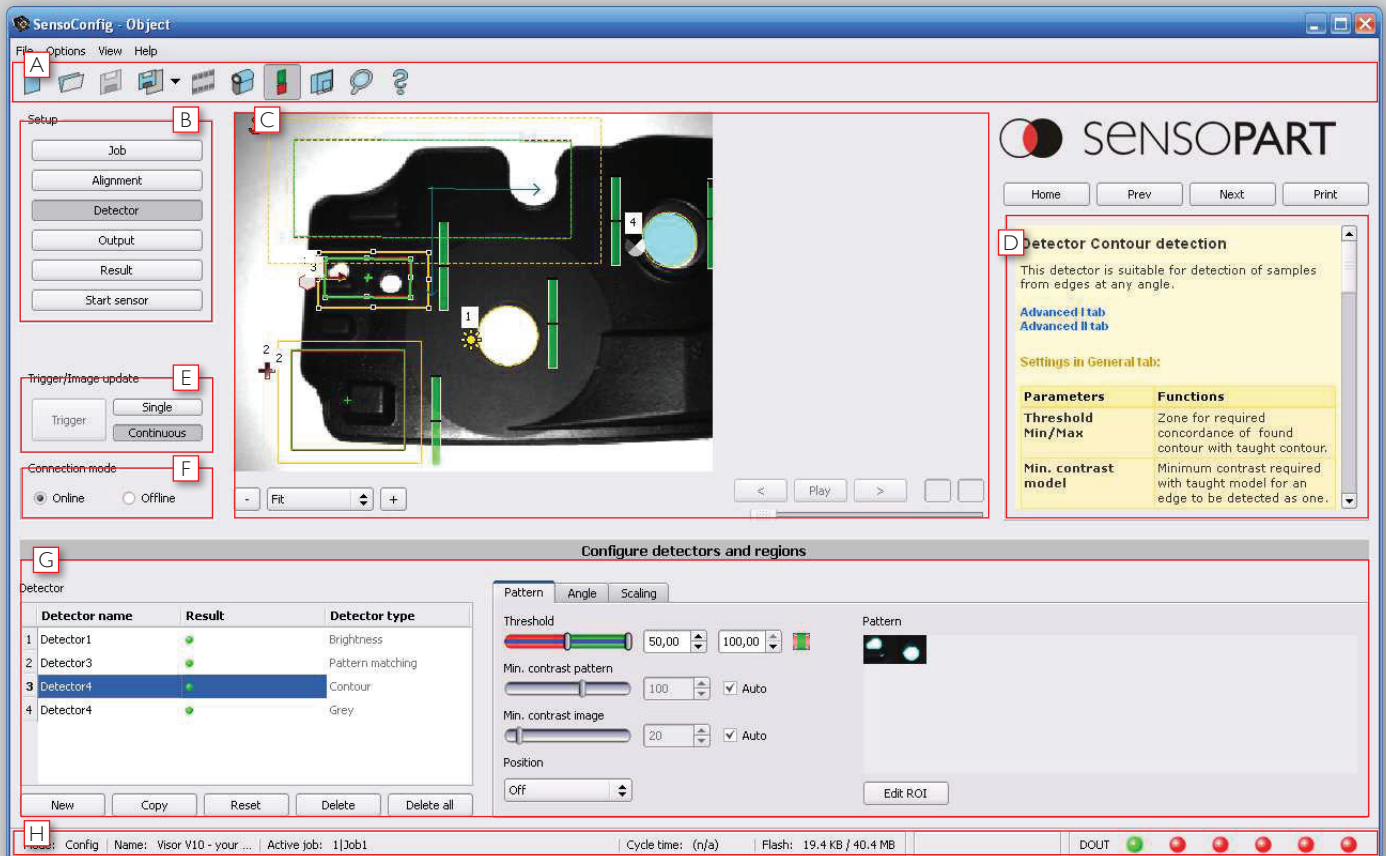 SensoConfig - Object
File Options View Help
A
B
Setup
Job
Alignment
Detector
Output
Result
Start sensor
E
Trigger/Image update
Trigger
Single
Continuous
F
Connection mode
Online Offline
C
3
1
4
2
2
- Fit +
< Play >
SENSOPART
Home Prev Next Print
D
Detector Contour detection
This detector is suitable for detection of samples
from edges at any angle.
Advanced I tab
Advanced II tab
Settings in General tab:
Parameters Functions
Threshold Min/Max Zone for required concordance of found contour with taught contour.
Min. contrast model Minimum contrast required with taught model for an edge to be detected as one.
Configure detectors and regions
G
Detector
Detector name Result Detector type
1 Detector1 Brightness
2 Detector3 Pattern matching
3 Detector4 Contour
4 Detector4 Grey
New Copy Reset Delete Delete all
Pattern Angle Scaling
Threshold
50,00 100,00
Min. contrast pattern
100 Auto
Min. contrast image
20 Auto
Position
Off
Pattern
Edit ROI
H
Config Name: Visor V10 - your ... Active job: 1|Job1 Cycle time: (n/a) Flash: 19.4 KB / 40.4 MB DOUT